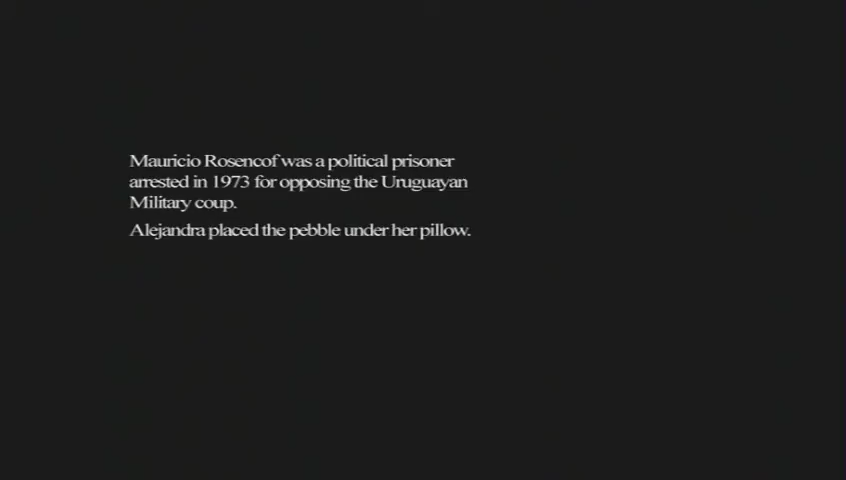 Mauricio Rosencof was a political prisoner
arrested in 1973 for opposing the Uruguayan
Military coup.
Alejandra placed the pebble under her pillow.